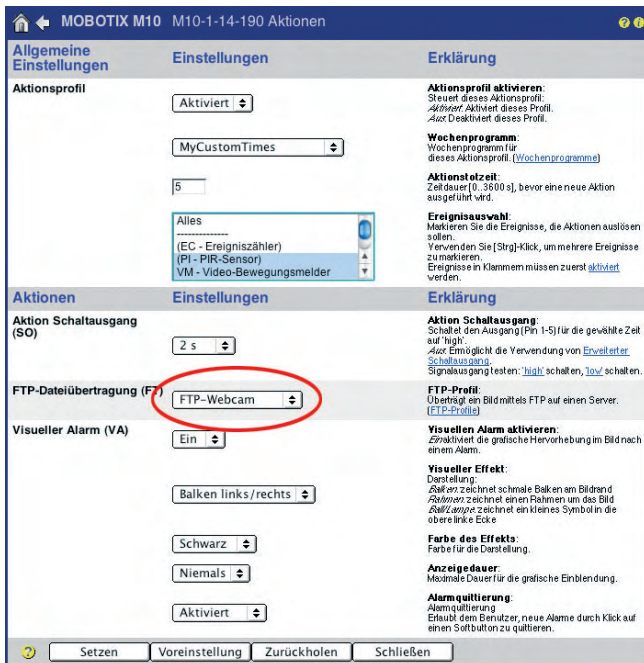 MOBOTIX M10 M10-1-14-190 Aktionen
Allgemeine
Einstellungen
Einstellungen
Erklärung
Aktionsprofil
Aktiviert
Aktionsprofil aktivieren:
Steuert dieses Aktionsprofil:
Aktiviert: Aktiviert dieses Profil.
Aus: Deaktiviert dieses Profil.
MyCustomTimes
Wochenprogramm:
Wochenprogramm für
dieses Aktionsprofil. (Wochenprogramme)
5
Aktionstotzeit:
Zeitdauer [0..3600 s], bevor eine neue Aktion
ausgeführt wird.
Alles
--------------
(EC - Ereigniszähler)
(PI - PIR-Sensor)
VM - Video-Bewegungsmelder
Ereignisauswahl:
Markieren Sie die Ereignisse, die Aktionen auslösen
sollen.
Verwenden Sie [Strg]-Klick, um mehrere Ereignisse
zu markieren.
Ereignisse in Klammern müssen zuerst aktiviert
werden.
Aktionen
Einstellungen
Erklärung
Aktion Schaltausgang
(SO)
2 s
Aktion Schaltausgang:
Schaltet den Ausgang (Pin 1-5) für die gewählte Zeit
auf 'high'.
Aus: Ermöglicht die Verwendung von Erweiterter
Schaltausgang.
Signalausgang testen: 'high' schalten, 'low' schalten.
FTP-Dateiübertragung (FT)
FTP-Webcam
FTP-Profil:
Überträgt ein Bild mittels FTP auf einen Server.
(FTP-Profile)
Visueller Alarm (VA)
Ein
Visuellen Alarm aktivieren:
Ein aktiviert die grafische Hervorhebung im Bild nach
einem Alarm.
Balken links/rechts
Visueller Effekt:
Darstellung:
Balken: zeichnet schmale Balken am Bildrand
Rahmen: zeichnet einen Rahmen um das Bild
Ball/Lampe: zeichnet ein kleines Symbol in die
obere linke Ecke
Schwarz
Farbe des Effekts:
Farbe für die Darstellung.
Niemals
Anzeigedauer:
Maximale Dauer für die grafische Einblendung.
Aktiviert
Alarmquittierung:
Alarmquittierung
Erlaubt dem Benutzer, neue Alarme durch Klick auf
einen Softbutton zu quittieren.
Setzen
Voreinstellung
Zurückholen
Schließen